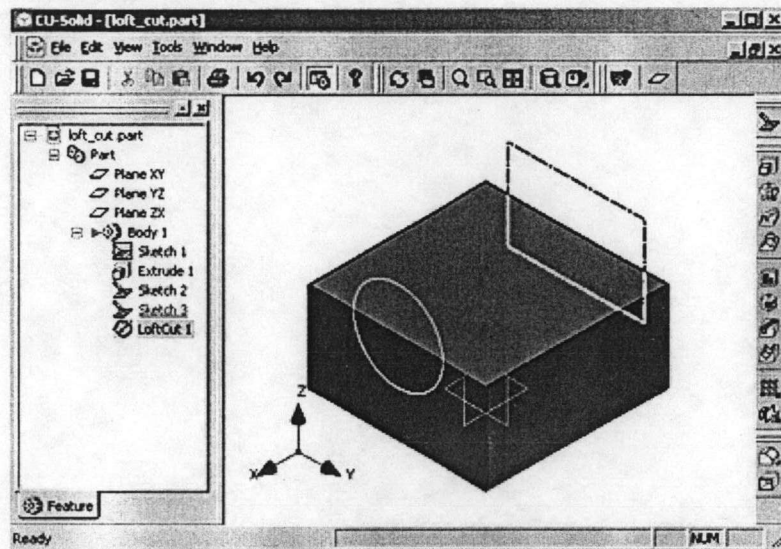 CU-Solid - [loft_cut.part]
File Edit View Tools Window Help
loft_cut.part
Part
Plane XY
Plane YZ
Plane ZX
Body 1
Sketch 1
Extrude 1
Sketch 2
Sketch 3
LoftCut 1
Z
X
Y
Feature
Ready
NUM